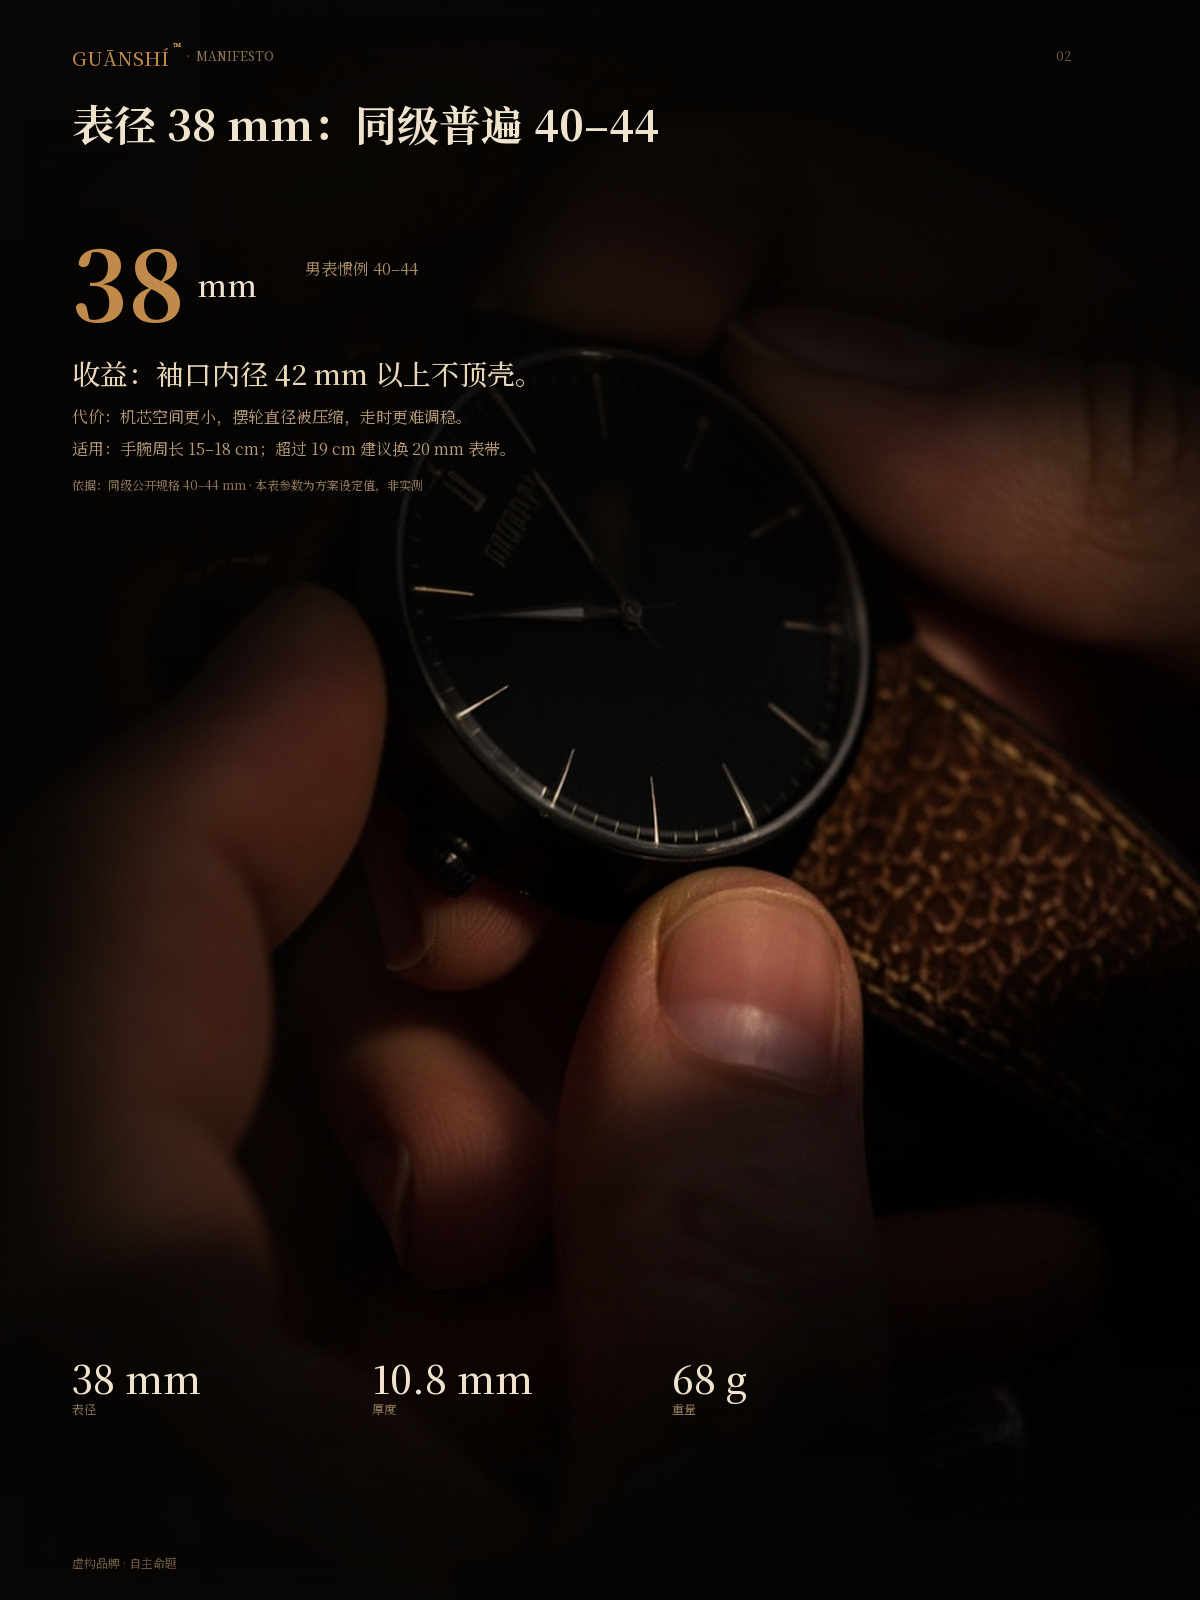 GUĀNSHÍ™ · MANIFESTO
02
表径 38 mm：同级普遍 40–44
38 mm
男表惯例 40–44
收益：袖口内径 42 mm 以上不顶壳。
代价：机芯空间更小，摆轮直径被压缩，走时更难调稳。
适用：手腕周长 15–18 cm；超过 19 cm 建议换 20 mm 表带。
依据：同级公开规格 40–44 mm · 本表参数为方案设定值，非实测
38 mm
表径
10.8 mm
厚度
68 g
重量
虚构品牌 · 自主命题